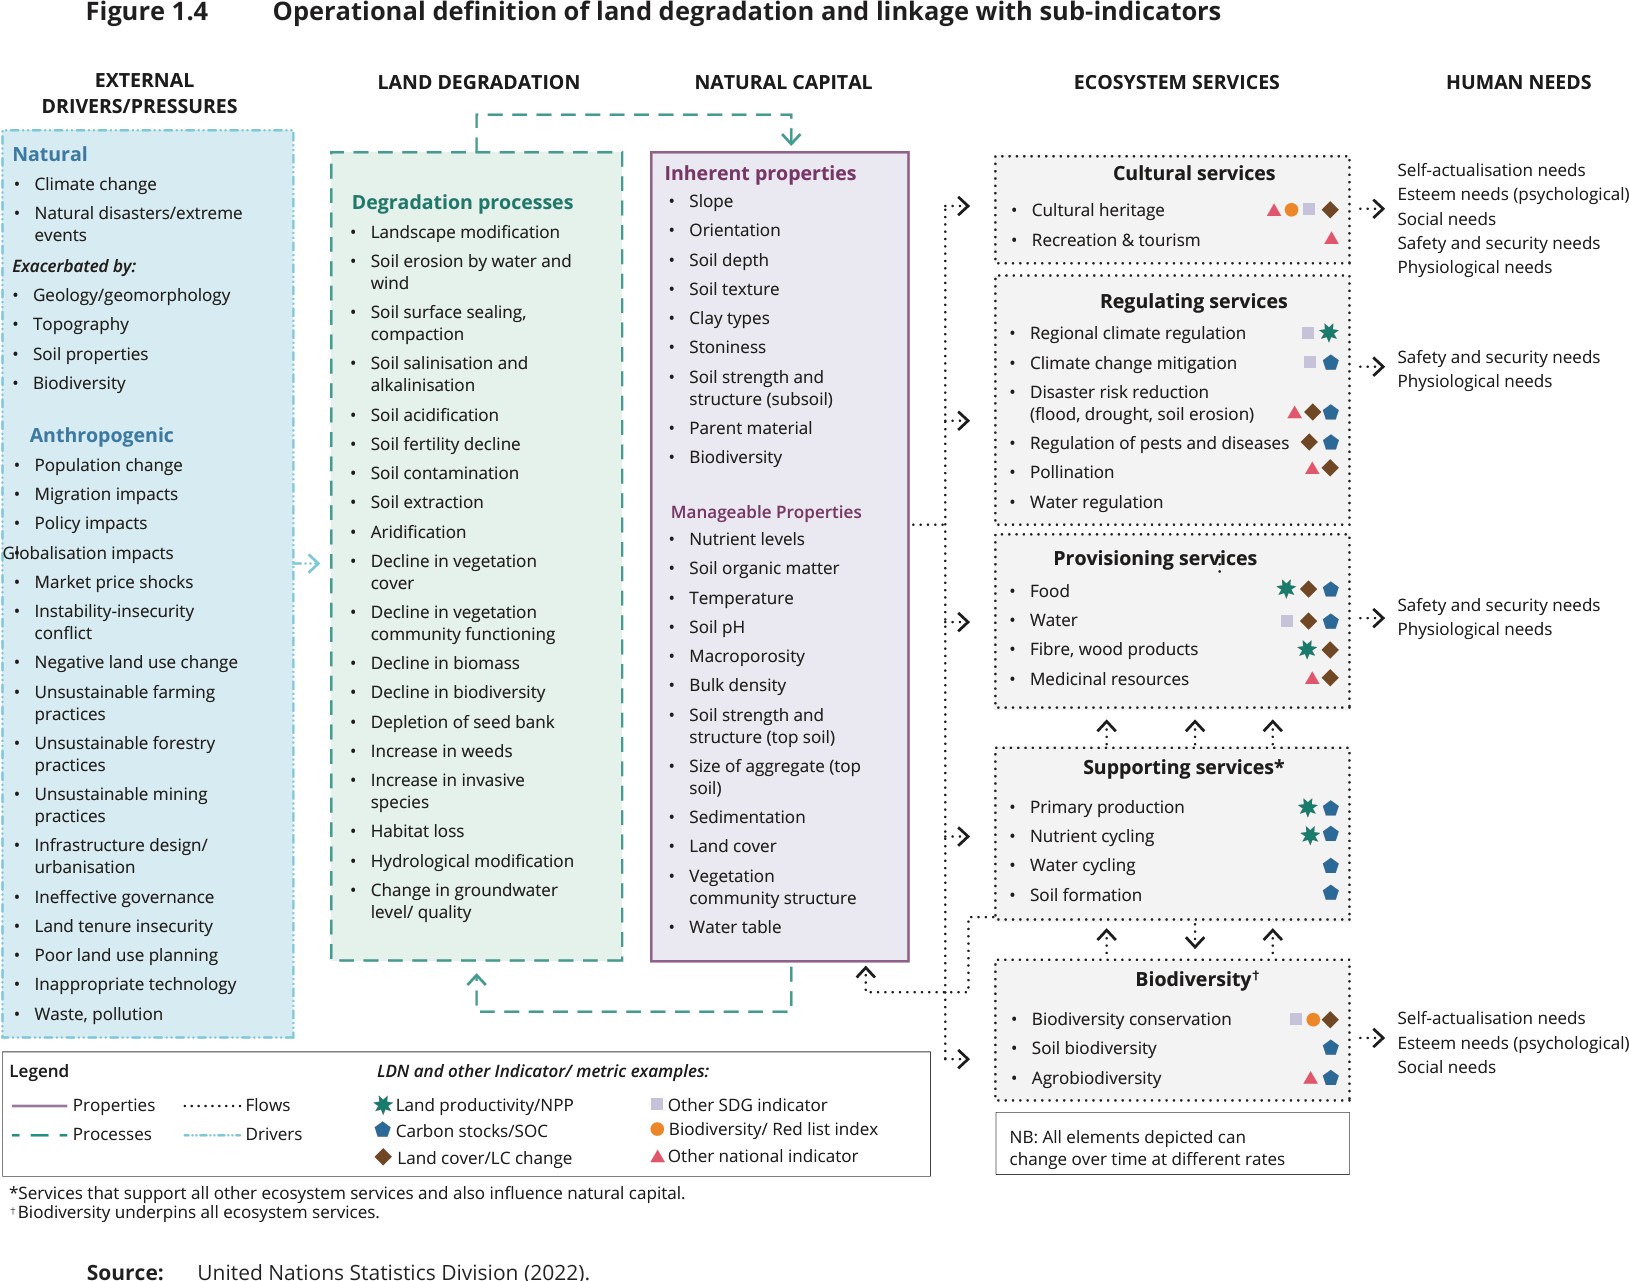 Figure 1.4 Operational definition of land degradation and linkage with sub-indicators
EXTERNAL
DRIVERS/PRESSURES
Natural
• Climate change
• Natural disasters/extreme
events
Exacerbated by:
• Geology/geomorphology
• Topography
• Soil properties
• Biodiversity
Anthropogenic
• Population change
• Migration impacts
• Policy impacts
• Globalisation impacts
• Market price shocks
• Instability-insecurity
conflict
• Negative land use change
• Unsustainable farming
practices
• Unsustainable forestry
practices
• Unsustainable mining
practices
• Infrastructure design/
urbanisation
• Ineffective governance
• Land tenure insecurity
• Poor land use planning
• Inappropriate technology
• Waste, pollution
LAND DEGRADATION
Degradation processes
• Landscape modification
• Soil erosion by water and
wind
• Soil surface sealing,
compaction
• Soil salinisation and
alkalinisation
• Soil acidification
• Soil fertility decline
• Soil contamination
• Soil extraction
• Aridification
• Decline in vegetation
cover
• Decline in vegetation
community functioning
• Decline in biomass
• Decline in biodiversity
• Depletion of seed bank
• Increase in weeds
• Increase in invasive
species
• Habitat loss
• Hydrological modification
• Change in groundwater
level/ quality
NATURAL CAPITAL
Inherent properties
• Slope
• Orientation
• Soil depth
• Soil texture
• Clay types
• Stoniness
• Soil strength and
structure (subsoil)
• Parent material
• Biodiversity
Manageable Properties
• Nutrient levels
• Soil organic matter
• Temperature
• Soil pH
• Macroporosity
• Bulk density
• Soil strength and
structure (top soil)
• Size of aggregate (top
soil)
• Sedimentation
• Land cover
• Vegetation
community structure
• Water table
ECOSYSTEM SERVICES
Cultural services
• Cultural heritage
• Recreation & tourism
Regulating services
• Regional climate regulation
• Climate change mitigation
• Disaster risk reduction
(flood, drought, soil erosion)
• Regulation of pests and diseases
• Pollination
• Water regulation
Provisioning services
• Food
• Water
• Fibre, wood products
• Medicinal resources
Supporting services*
• Primary production
• Nutrient cycling
• Water cycling
• Soil formation
Biodiversity†
• Biodiversity conservation
• Soil biodiversity
• Agrobiodiversity
NB: All elements depicted can
change over time at different rates
HUMAN NEEDS
Self-actualisation needs
Esteem needs (psychological)
Social needs
Safety and security needs
Physiological needs
Safety and security needs
Physiological needs
Safety and security needs
Physiological needs
Self-actualisation needs
Esteem needs (psychological)
Social needs
Legend
Properties
Flows
Processes
Drivers
LDN and other Indicator/ metric examples:
Land productivity/NPP
Carbon stocks/SOC
Land cover/LC change
Other SDG indicator
Biodiversity/ Red list index
Other national indicator
*Services that support all other ecosystem services and also influence natural capital.
†Biodiversity underpins all ecosystem services.
Source: United Nations Statistics Division (2022).